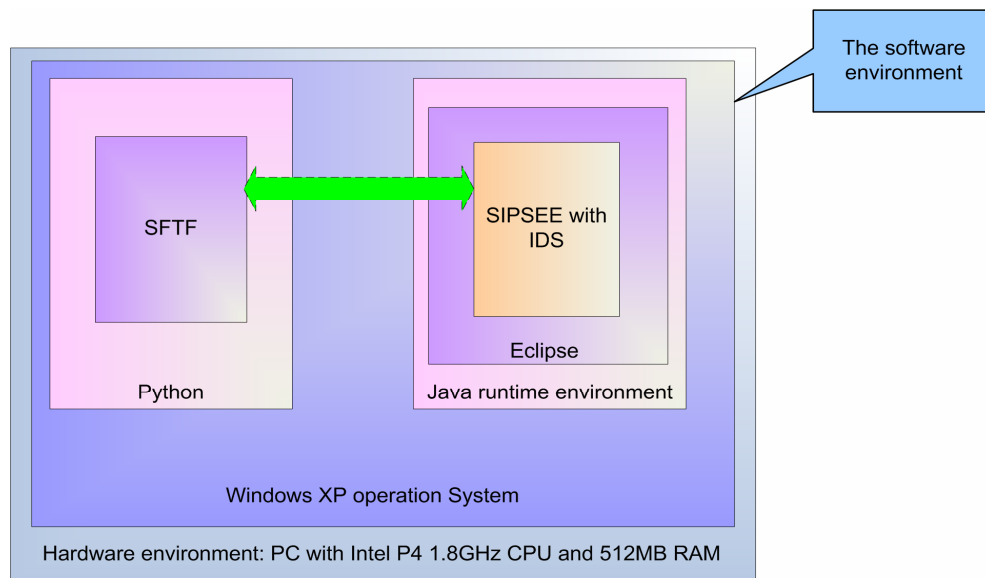 The software
environment
SFTF
SIPSEE with
IDS
Eclipse
Python
Java runtime environment
Windows XP operation System
Hardware environment: PC with Intel P4 1.8GHz CPU and 512MB RAM